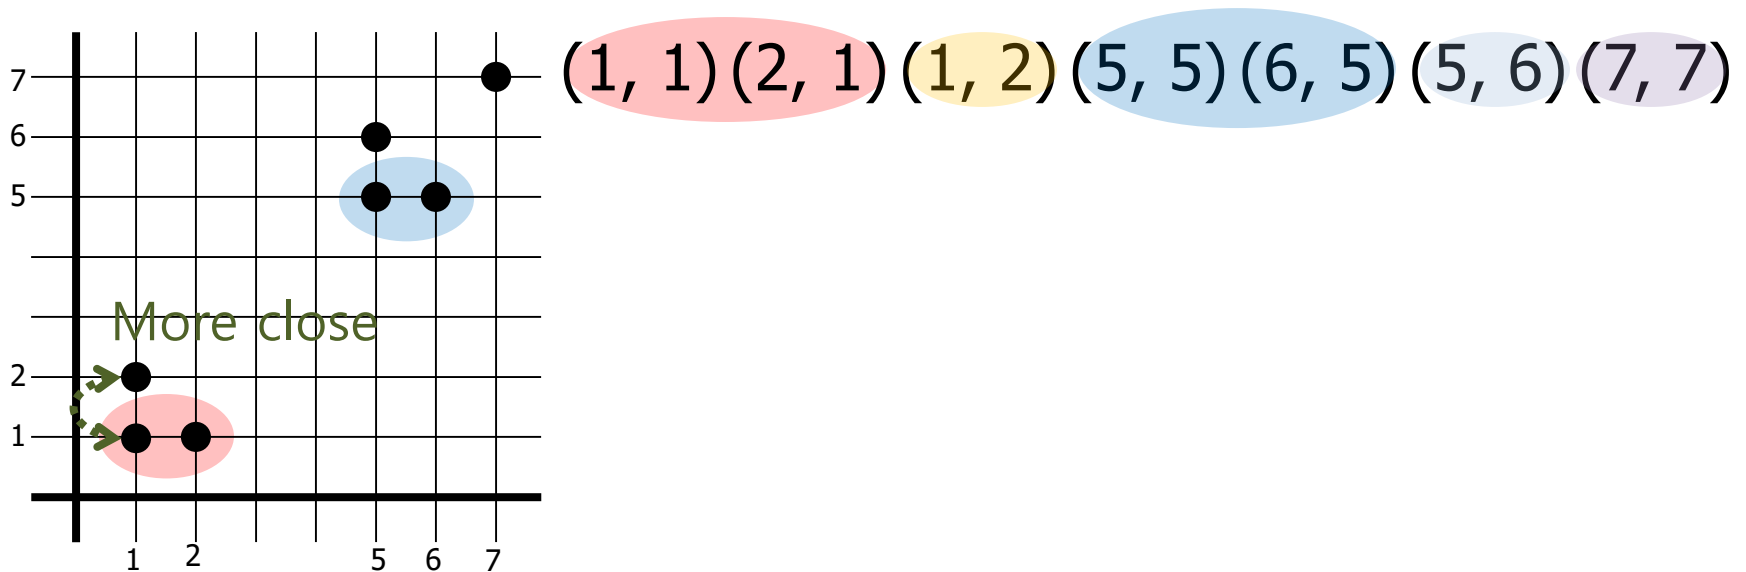 (1, 1)(2, 1)(1, 2)(5, 5)(6, 5)(5, 6)(7, 7)
7
6
5
More close
2
1
1 2 5 6 7